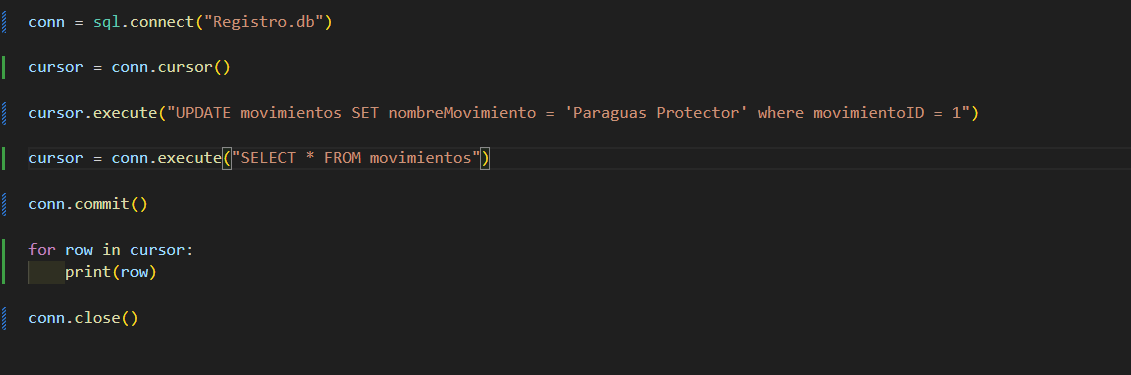 conn = sql.connect("Registro.db")
cursor = conn.cursor()
cursor.execute("UPDATE movimientos SET nombreMovimiento = 'Paraguas Protector' where movimientoID = 1")
cursor = conn.execute("SELECT * FROM movimientos")
conn.commit()
for row in cursor:
    print(row)
conn.close()